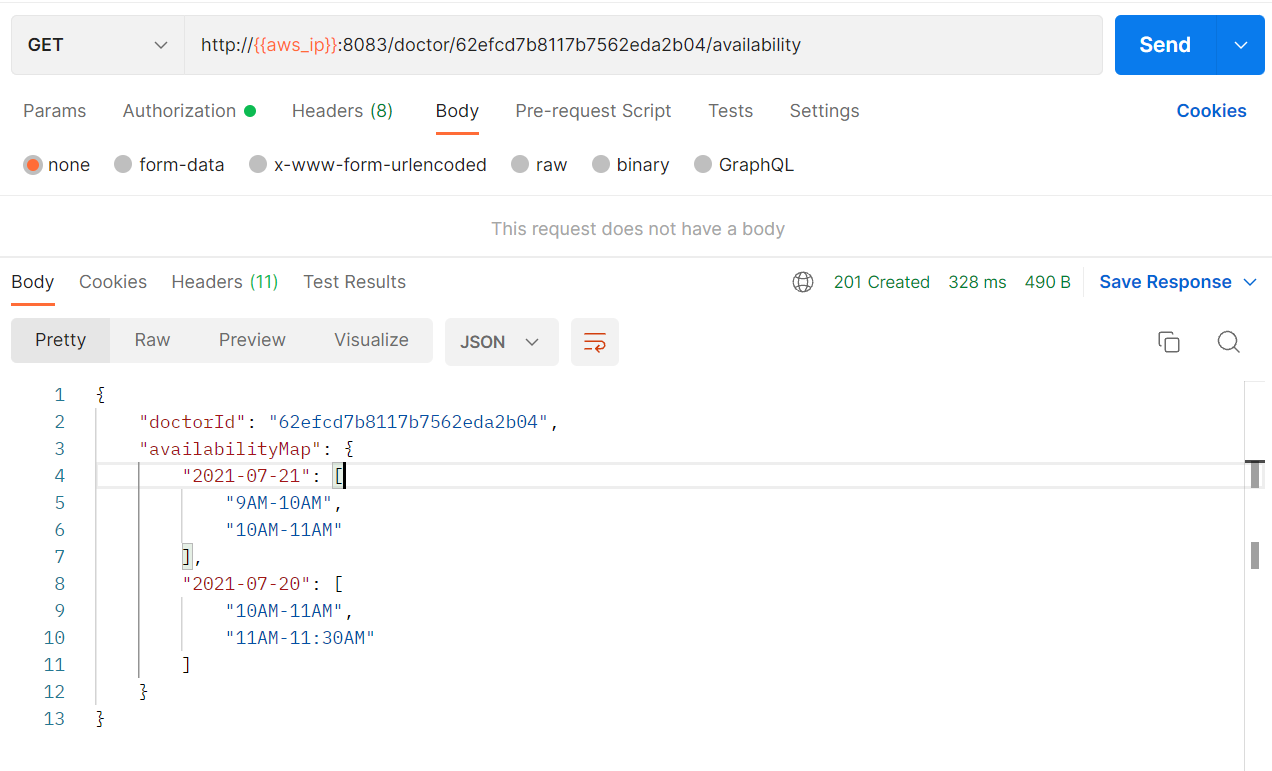 GET http://{{aws_ip}}:8083/doctor/62efcd7b8117b7562eda2b04/availability Send
Params Authorization Headers (8) Body Pre-request Script Tests Settings Cookies
none form-data x-www-form-urlencoded raw binary GraphQL
This request does not have a body
Body Cookies Headers (11) Test Results 201 Created 328 ms 490 B Save Response
Pretty Raw Preview Visualize JSON
1 {
2 "doctorId": "62efcd7b8117b7562eda2b04",
3 "availabilityMap": {
4 "2021-07-21": [
5 "9AM-10AM",
6 "10AM-11AM"
7 ],
8 "2021-07-20": [
9 "10AM-11AM",
10 "11AM-11:30AM"
11 ]
12 }
13 }